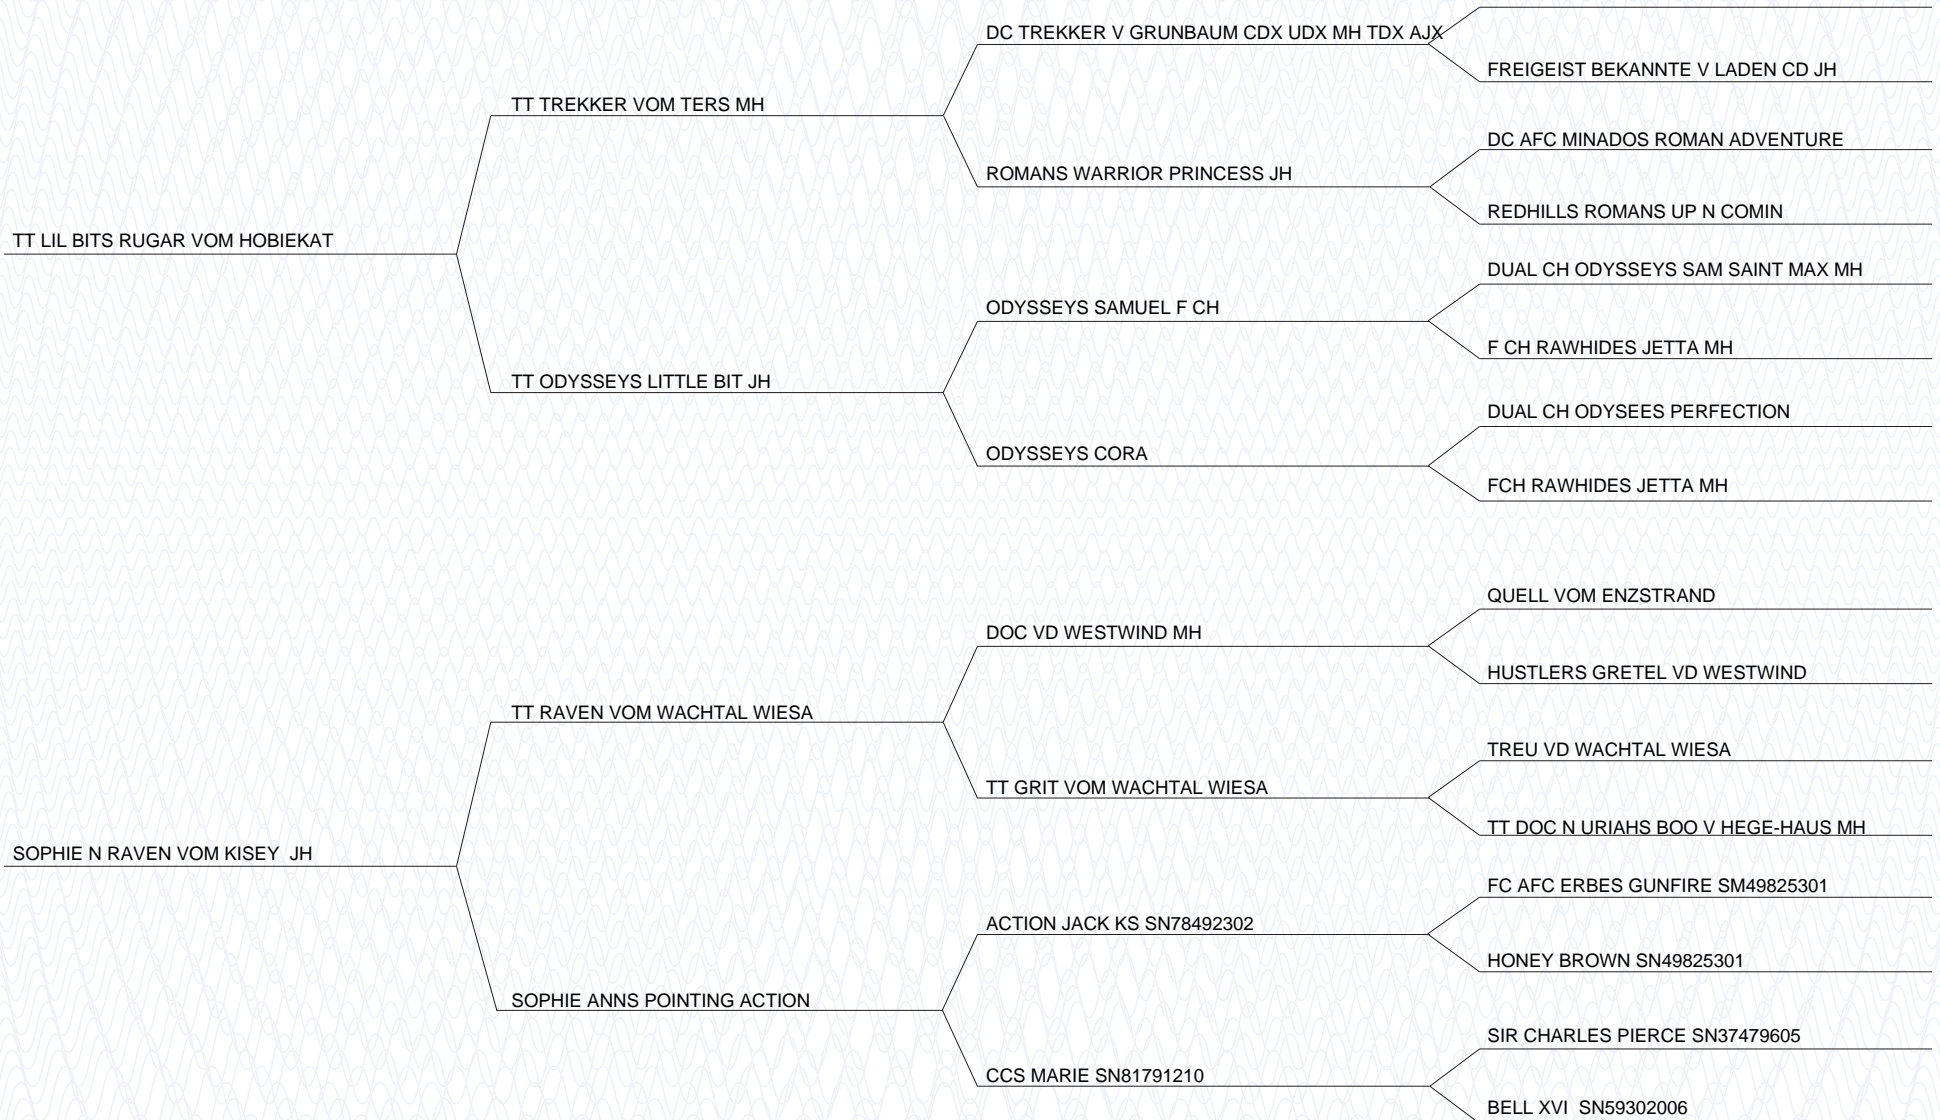 DC TREKKER V GRUNBAUM CDX UDX MH TDX AJX
FREIGEIST BEKANNTE V LADEN CD JH
TT TREKKER VOM TERS MH
DC AFC MINADOS ROMAN ADVENTURE
ROMANS WARRIOR PRINCESS JH
REDHILLS ROMANS UP N COMIN
TT LIL BITS RUGAR VOM HOBIEKAT
DUAL CH ODYSSEYS SAM SAINT MAX MH
ODYSSEYS SAMUEL F CH
F CH RAWHIDES JETTA MH
TT ODYSSEYS LITTLE BIT JH
DUAL CH ODYSEES PERFECTION
ODYSSEYS CORA
FCH RAWHIDES JETTA MH
QUELL VOM ENZSTRAND
DOC VD WESTWIND MH
HUSTLERS GRETEL VD WESTWIND
TT RAVEN VOM WACHTAL WIESA
TREU VD WACHTAL WIESA
TT GRIT VOM WACHTAL WIESA
TT DOC N URIAHS BOO V HEGE-HAUS MH
SOPHIE N RAVEN VOM KISEY  JH
FC AFC ERBES GUNFIRE SM49825301
ACTION JACK KS SN78492302
HONEY BROWN SN49825301
SOPHIE ANNS POINTING ACTION
SIR CHARLES PIERCE SN37479605
CCS MARIE SN81791210
BELL XVI  SN59302006